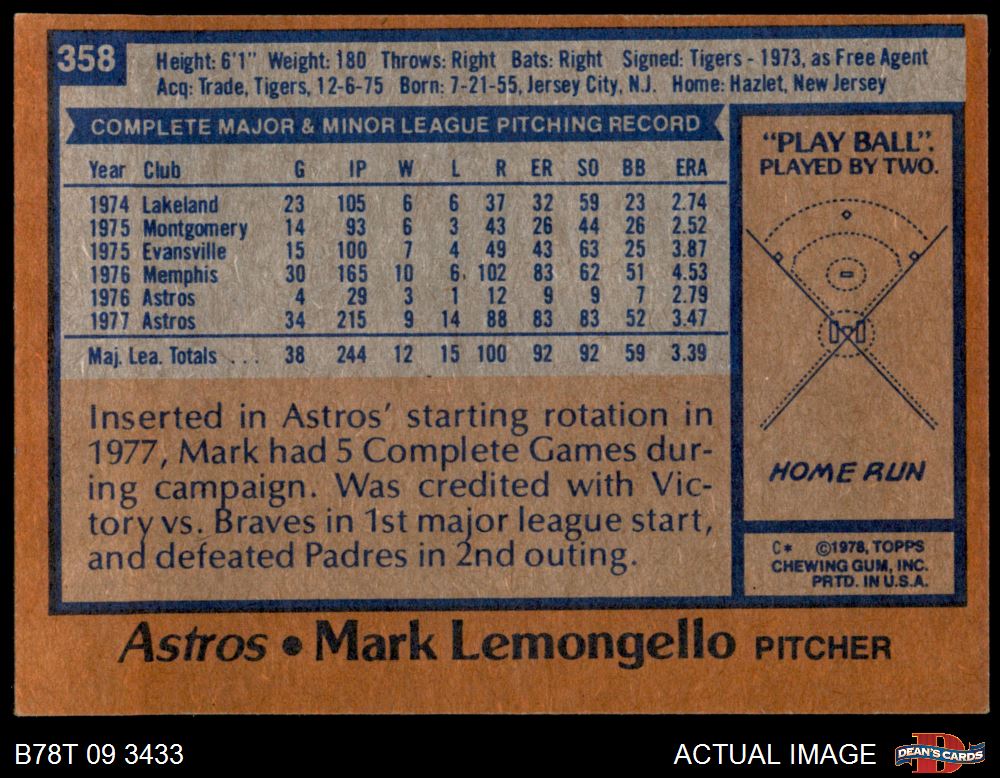 358
Height: 6'1" Weight: 180 Throws: Right Bats: Right Signed: Tigers - 1973, as Free Agent
Acq: Trade, Tigers, 12-6-75 Born: 7-21-55, Jersey City, N.J. Home: Hazlet, New Jersey
COMPLETE MAJOR & MINOR LEAGUE PITCHING RECORD
Year Club G IP W L R ER SO BB ERA
1974 Lakeland 23 105 6 6 37 32 59 23 2.74
1975 Montgomery 14 93 6 3 43 26 44 26 2.52
1975 Evansville 15 100 7 4 49 43 63 25 3.87
1976 Memphis 30 165 10 6 102 83 62 51 4.53
1976 Astros 4 29 3 1 12 9 9 7 2.79
1977 Astros 34 215 9 14 88 83 83 52 3.47
Maj. Lea. Totals . . . 38 244 12 15 100 92 92 59 3.39
Inserted in Astros' starting rotation in
1977, Mark had 5 Complete Games dur-
ing campaign. Was credited with Vic-
tory vs. Braves in 1st major league start,
and defeated Padres in 2nd outing.
"PLAY BALL".
PLAYED BY TWO.
HOME RUN
C* ©1978, TOPPS
CHEWING GUM, INC.
PRTD. IN U.S.A.
Astros • Mark Lemongello PITCHER
B78T 09 3433
ACTUAL IMAGE
D
DEAN'S CARDS